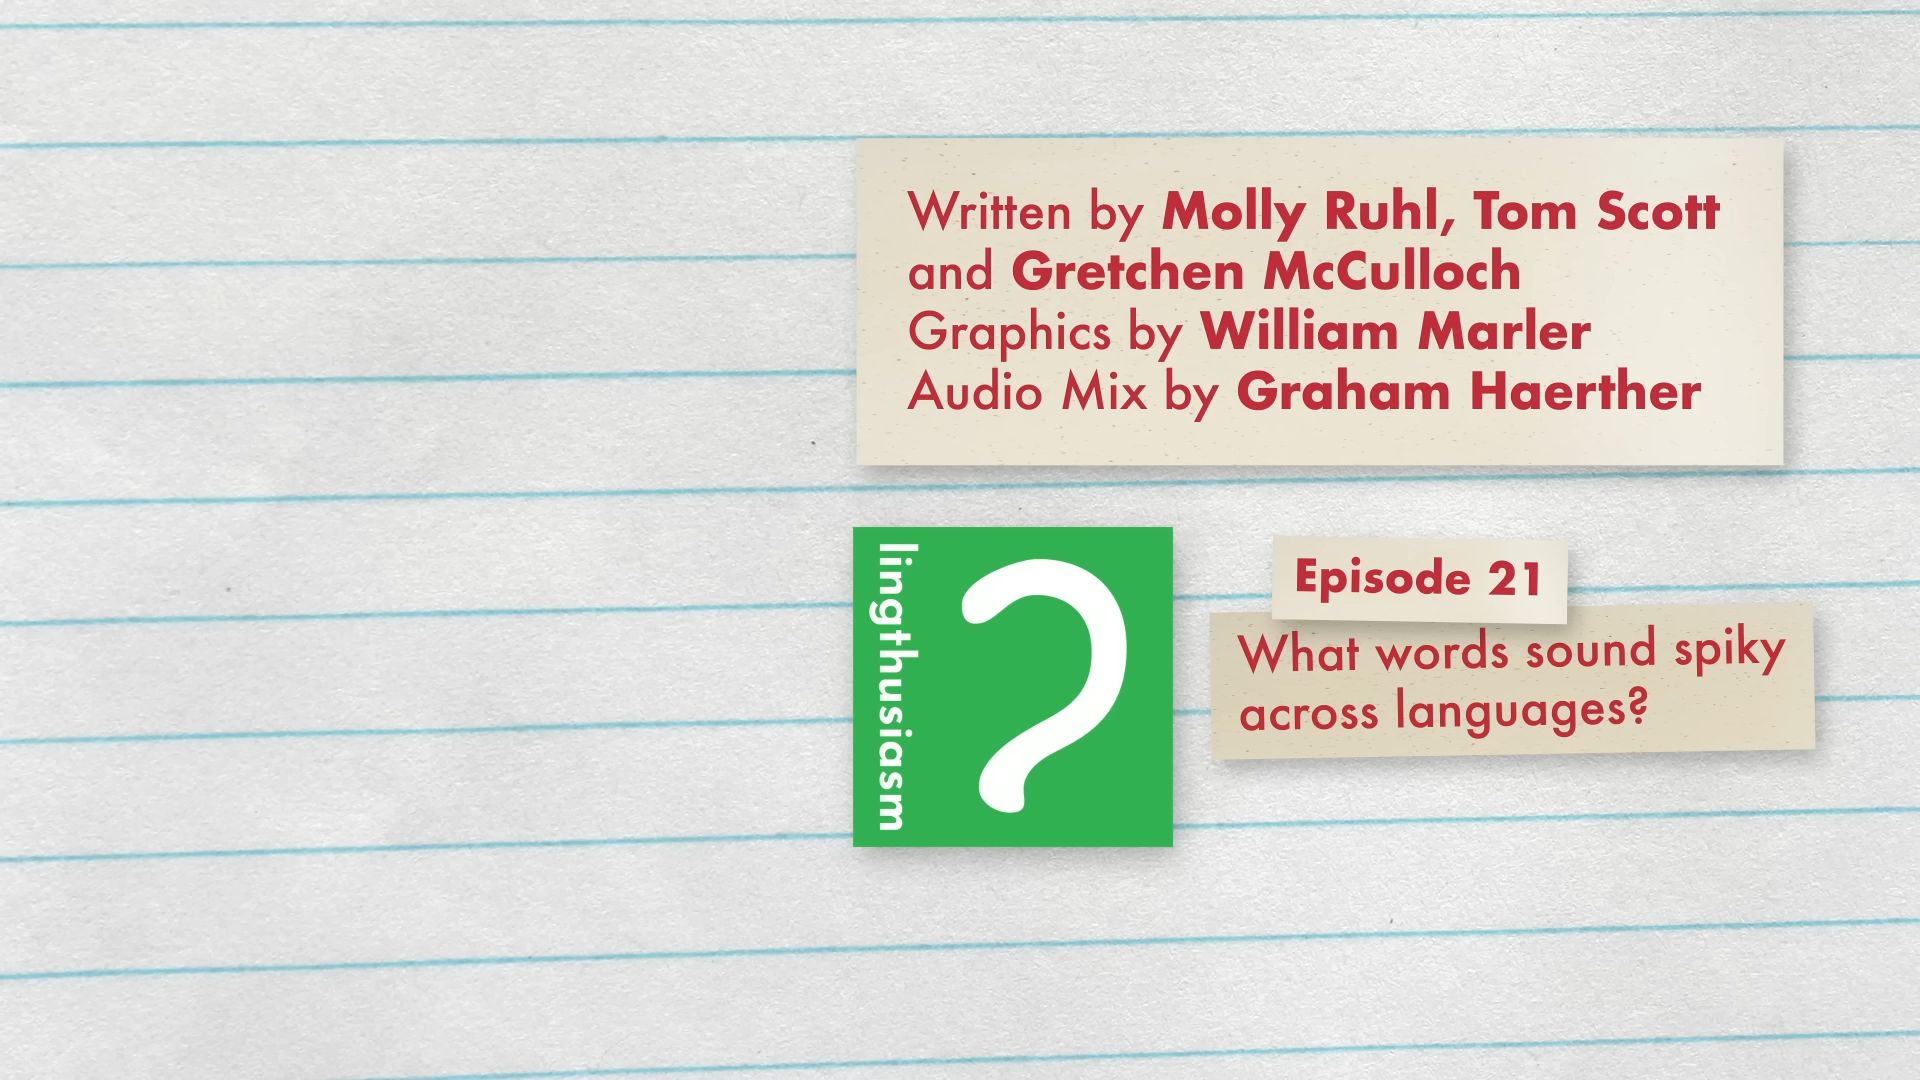 Written by Molly Ruhl, Tom Scott
and Gretchen McCulloch
Graphics by William Marler
Audio Mix by Graham Haerther
lingthusiasm
Episode 21
What words sound spiky
across languages?